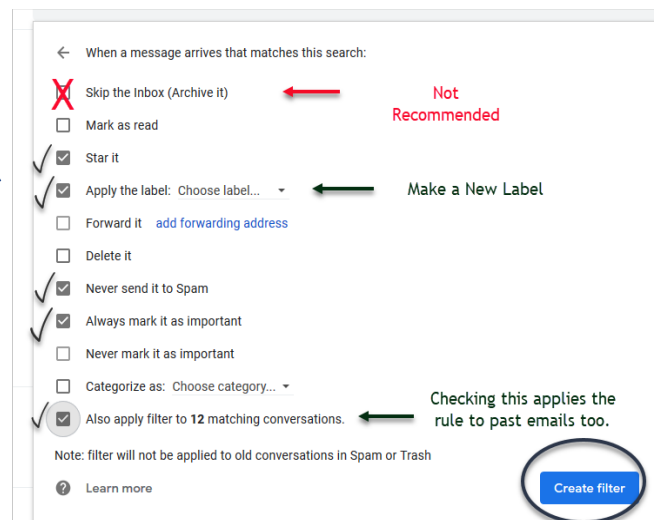 When a message arrives that matches this search:
Skip the Inbox (Archive it)
Not
Recommended
Mark as read
Star it
Apply the label: Choose label...
Make a New Label
Forward it add forwarding address
Delete it
Never send it to Spam
Always mark it as important
Never mark it as important
Categorize as: Choose category...
Also apply filter to 12 matching conversations.
Checking this applies the
rule to past emails too.
Note: filter will not be applied to old conversations in Spam or Trash
Learn more
Create filter